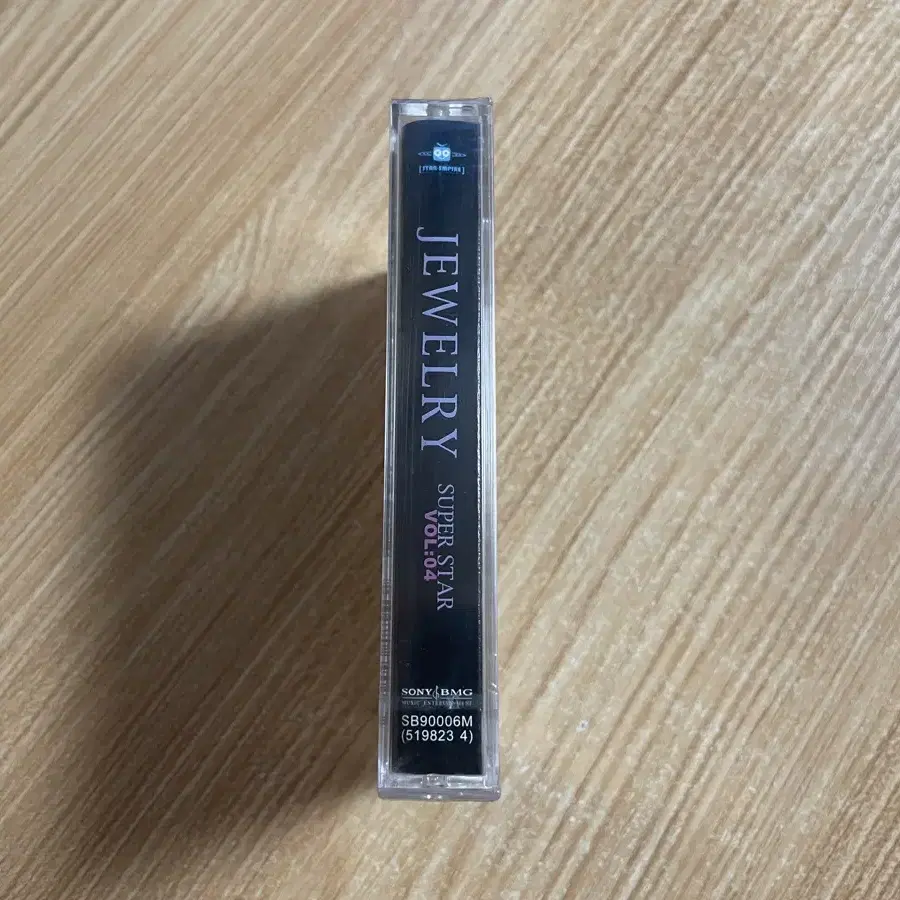 [STAR EMPIRE]
JEWELRY
SUPER STAR
VOL:04
SONY BMG
MUSIC ENTERTAINMENT
SB90006M
(519823 4)